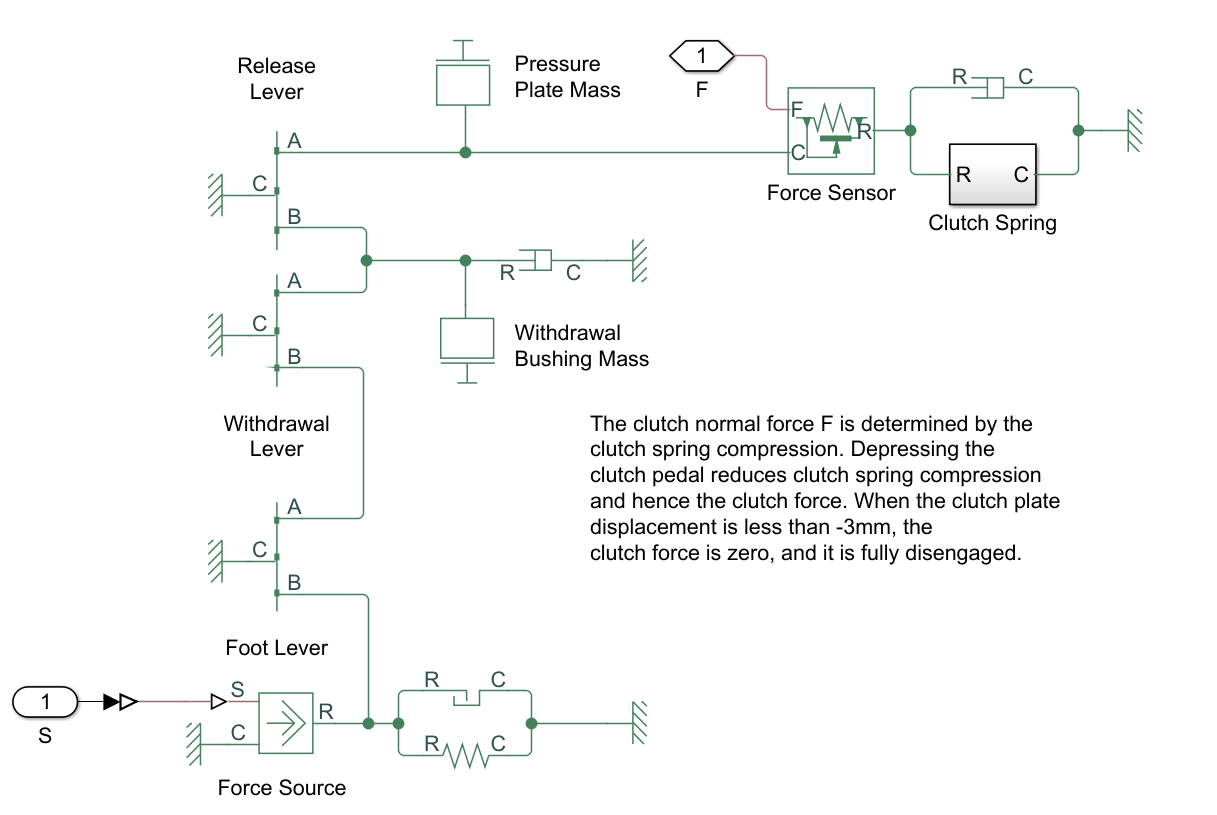 Release
Lever
Pressure
Plate Mass
1
F
R
C
A
F
R
C
Force Sensor
R
C
Clutch Spring
C
B
A
R
C
C
Withdrawal
Bushing Mass
B
Withdrawal
Lever
The clutch normal force F is determined by the
clutch spring compression. Depressing the
clutch pedal reduces clutch spring compression
and hence the clutch force. When the clutch plate
displacement is less than -3mm, the
clutch force is zero, and it is fully disengaged.
A
C
B
Foot Lever
1
S
S
C
R
Force Source
R
C
R
C